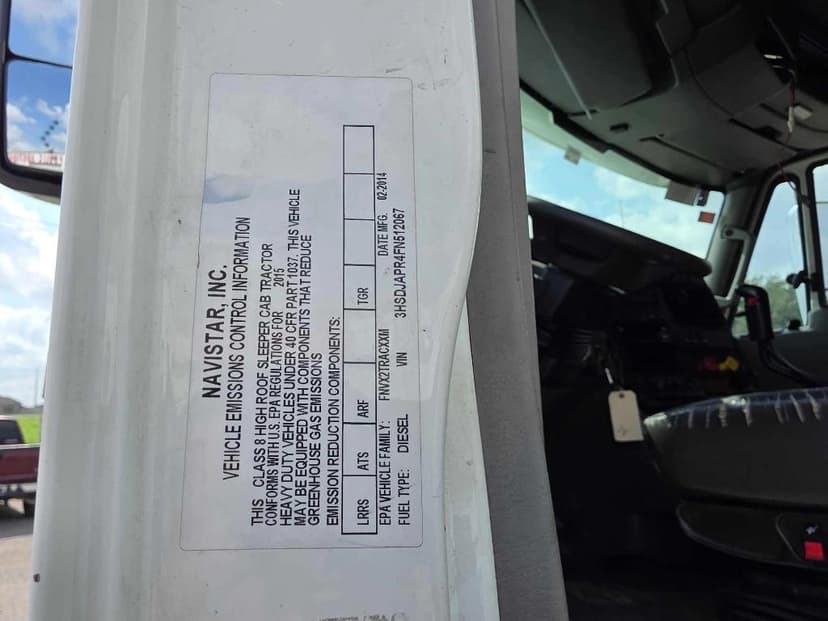 NAVISTAR, INC.
VEHICLE EMISSIONS CONTROL INFORMATION
THIS CLASS 8 HIGH ROOF SLEEPER CAB TRACTOR
CONFORMS WITH U.S. EPA REGULATIONS FOR 2015
HEAVY DUTY VEHICLES UNDER 40 CFR PART 1037. THIS VEHICLE
MAY BE EQUIPPED WITH COMPONENTS THAT REDUCE
GREENHOUSE GAS EMISSIONS
EMISSION REDUCTION COMPONENTS:
LRRS ATS ARF TGR
EPA VEHICLE FAMILY: FNVX2TRACXXM DATE MFG. 02-2014
FUEL TYPE: DIESEL VIN 3HSDJAPR4FN512067